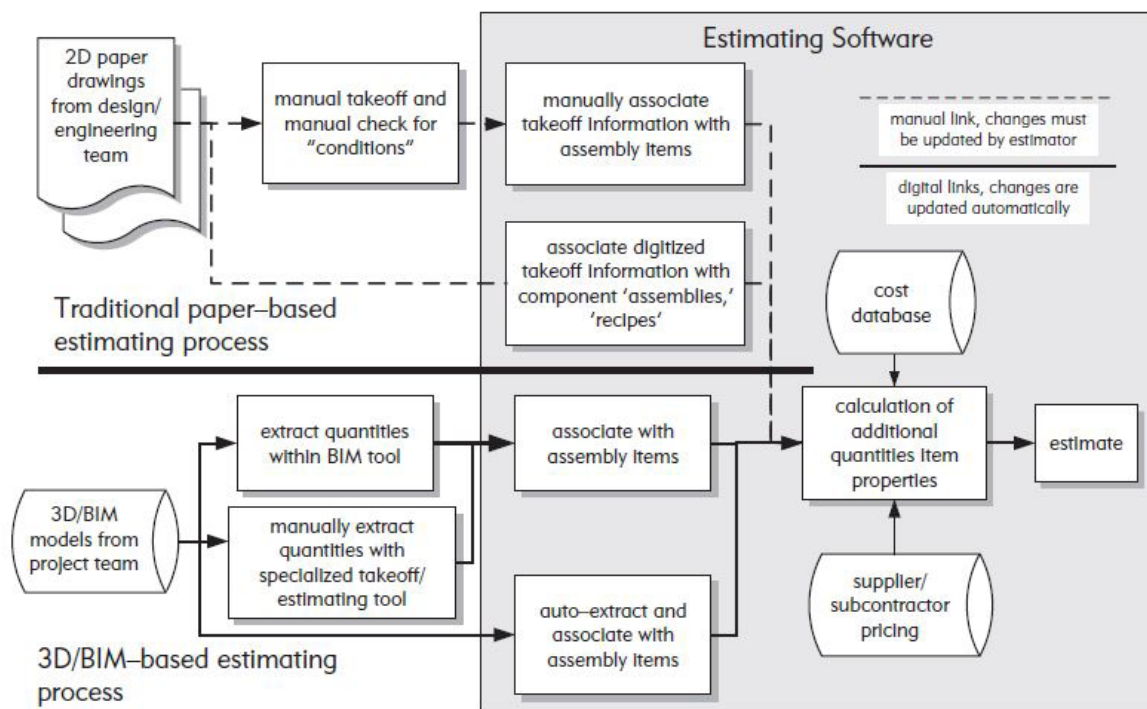 Estimating Software
2D paper
drawings
from design/
engineering
team
manual takeoff and
manual check for
“conditions”
manually associate
takeoff information with
assembly items
manual link, changes must
be updated by estimator
digital links, changes are
updated automatically
associate digitized
takeoff information with
component ‘assemblies,‘
‘recipes‘
Traditional paper–based
estimating process
cost
database
extract quantities
within BIM tool
associate with
assembly items
calculation of
additional
quantities item
properties
estimate
3D/BIM
models from
project team
manually extract
quantities with
specialized takeoff/
estimating tool
auto–extract and
associate with
assembly items
supplier/
subcontractor
pricing
3D/BIM–based estimating
process